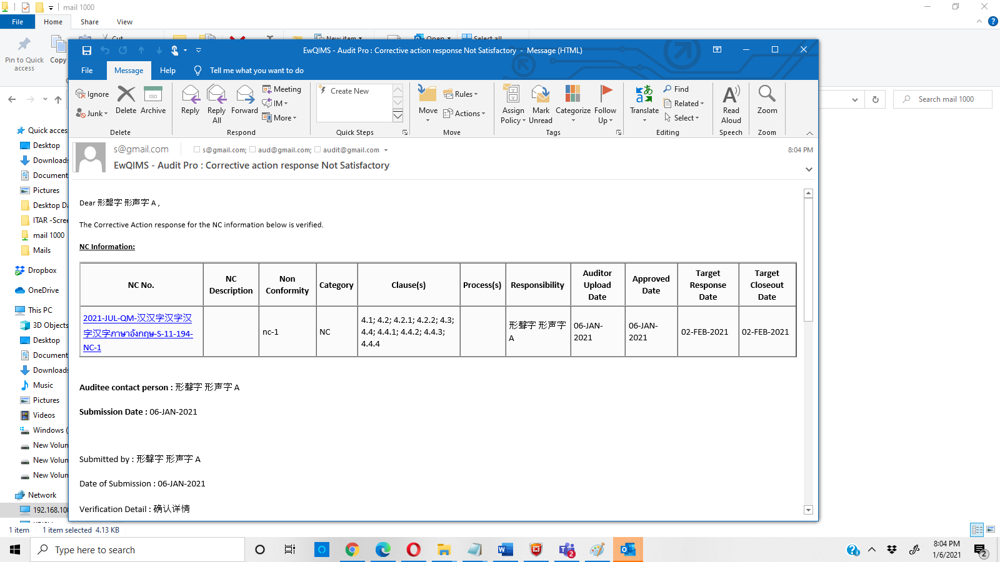 mail 1000
File Home Share View
Cut
New item
Open
Select all
Pin to Quick access
Copy
EwQIMS - Audit Pro : Corrective action response Not Satisfactory - Message (HTML)
File Message Help Tell me what you want to do
Ignore
Junk
Delete
Archive
Reply
Reply All
Forward
Meeting
IM
More
Create New
Move
Rules
Actions
Assign Policy
Mark Unread
Categorize
Follow Up
Translate
Find
Related
Select
Read Aloud
Zoom
Delete Respond Quick Steps Move Tags Editing Speech Zoom
Search mail 1000
s@gmail.com
s@gmail.com; aud@gmail.com; audit@gmail.com
8:04 PM
EwQIMS - Audit Pro : Corrective action response Not Satisfactory
Dear 形聲字 形声字 A ,
The Corrective Action response for the NC information below is verified.
NC Information:
NC No.
NC Description
Non Conformity
Category
Clause(s)
Process(s)
Responsibility
Auditor Upload Date
Approved Date
Target Response Date
Target Closeout Date
2021-JUL-QM-汉汉字汉字汉
字汉字ภาษาอังกฤษ-S-11-194-
NC-1
nc-1
NC
4.1; 4.2; 4.2.1; 4.2.2; 4.3;
4.4; 4.4.1; 4.4.2; 4.4.3;
4.4.4
形聲字 形声字
A
06-JAN-
2021
06-JAN-
2021
02-FEB-2021
02-FEB-2021
Auditee contact person : 形聲字 形声字 A
Submission Date : 06-JAN-2021
Submitted by : 形聲字 形声字 A
Date of Submission : 06-JAN-2021
Verification Detail : 确认详情
Quick acces
Desktop
Downloads
Document
Pictures
Desktop Da
ITAR -Scree
mail 1000
Mails
Dropbox
OneDrive
This PC
3D Objects
Desktop
Document
Downloads
Music
Pictures
Videos
Windows (
New Volun
New Volun
New Volun
Network
192.168.100
1 item 1 item selected 4.13 KB
Type here to search
2
8:04 PM
1/6/2021
2